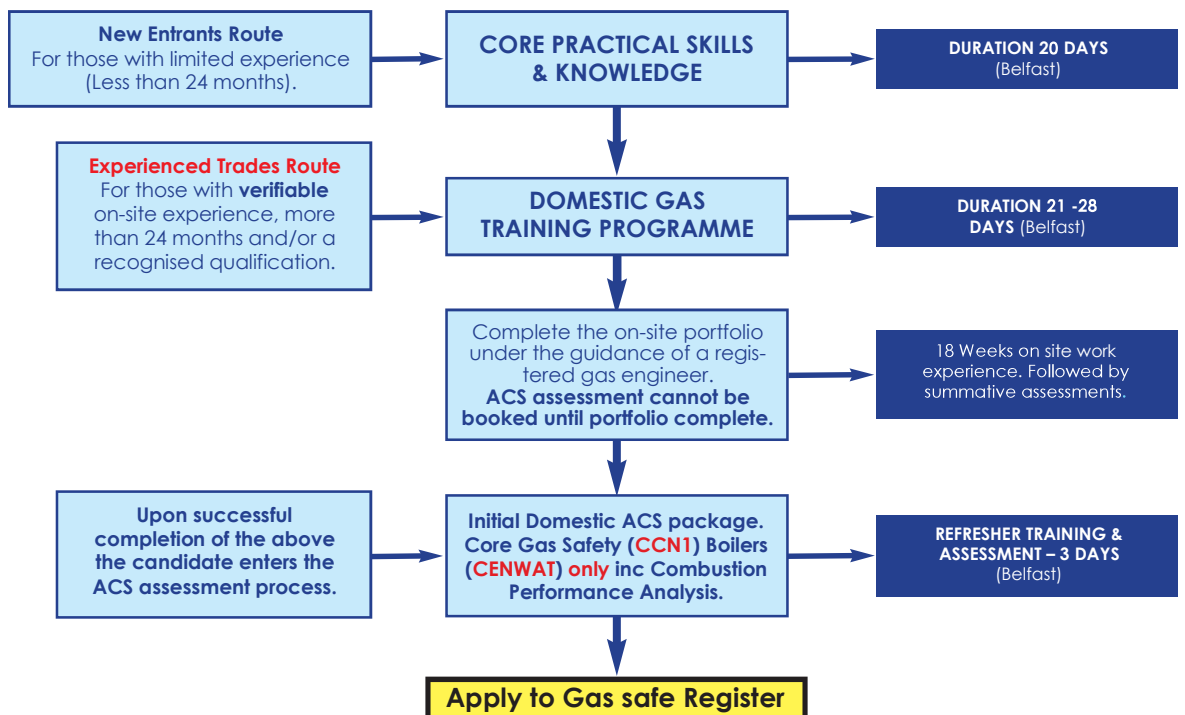 New Entrants Route
For those with limited experience
(Less than 24 months).
CORE PRACTICAL SKILLS
& KNOWLEDGE
DURATION 20 DAYS
(Belfast)
Experienced Trades Route
For those with verifiable
on-site experience, more
than 24 months and/or a
recognised qualification.
DOMESTIC GAS
TRAINING PROGRAMME
DURATION 21 -28
DAYS (Belfast)
Complete the on-site portfolio
under the guidance of a regis-
tered gas engineer.
ACS assessment cannot be
booked until portfolio complete.
18 Weeks on site work
experience. Followed by
summative assessments.
Upon successful
completion of the above
the candidate enters the
ACS assessment process.
Initial Domestic ACS package.
Core Gas Safety (CCN1) Boilers
(CENWAT) only inc Combustion
Performance Analysis.
REFRESHER TRAINING &
ASSESSMENT – 3 DAYS
(Belfast)
Apply to Gas safe Register